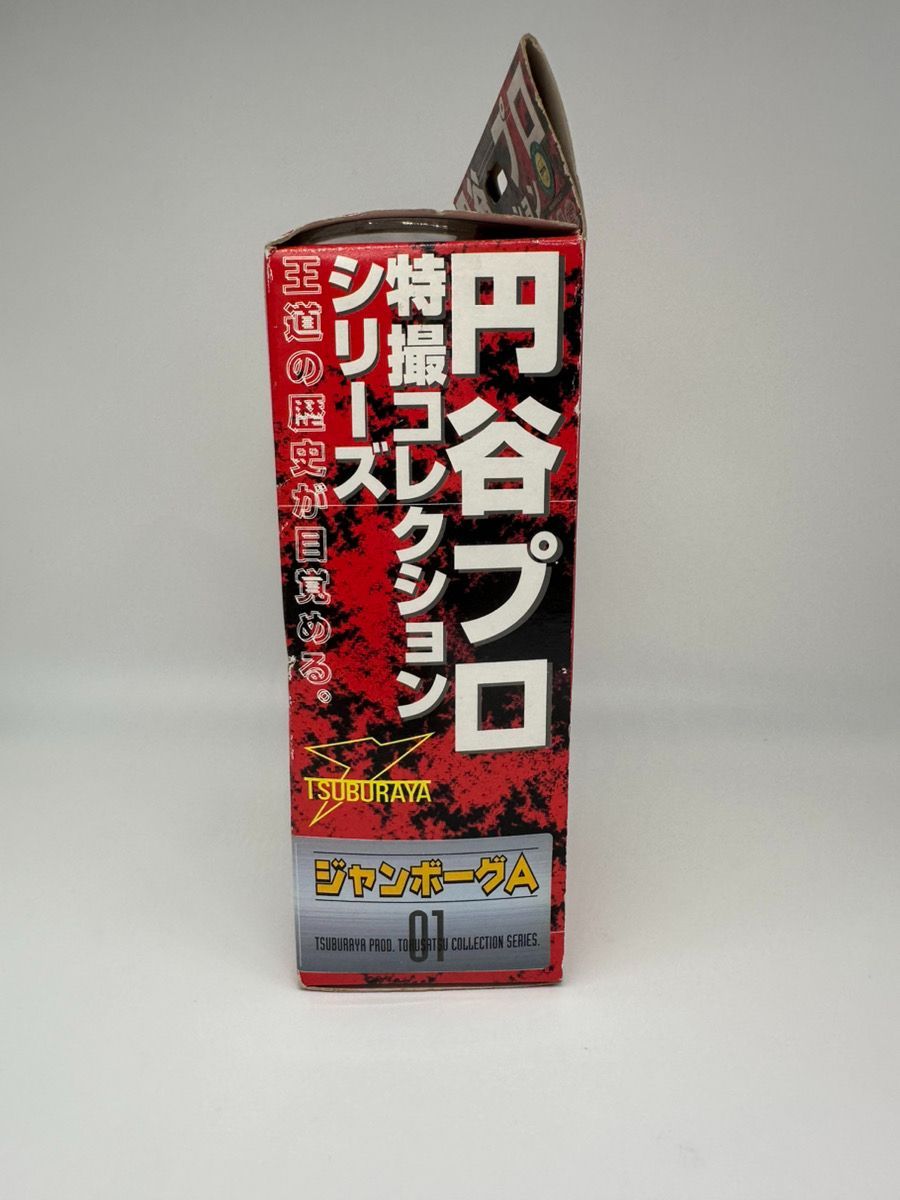 円谷プロ
特撮コレクション
シリーズ
王道の歴史が目覚める。
TSUBURAYA
ジャンボーグA
01
TSUBURAYA PROD. TOKUSATSU COLLECTION SERIES.